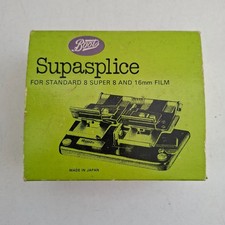 Boots
Supasplice
FOR STANDARD 8 SUPER 8 AND 16mm FILM
MADE IN JAPAN